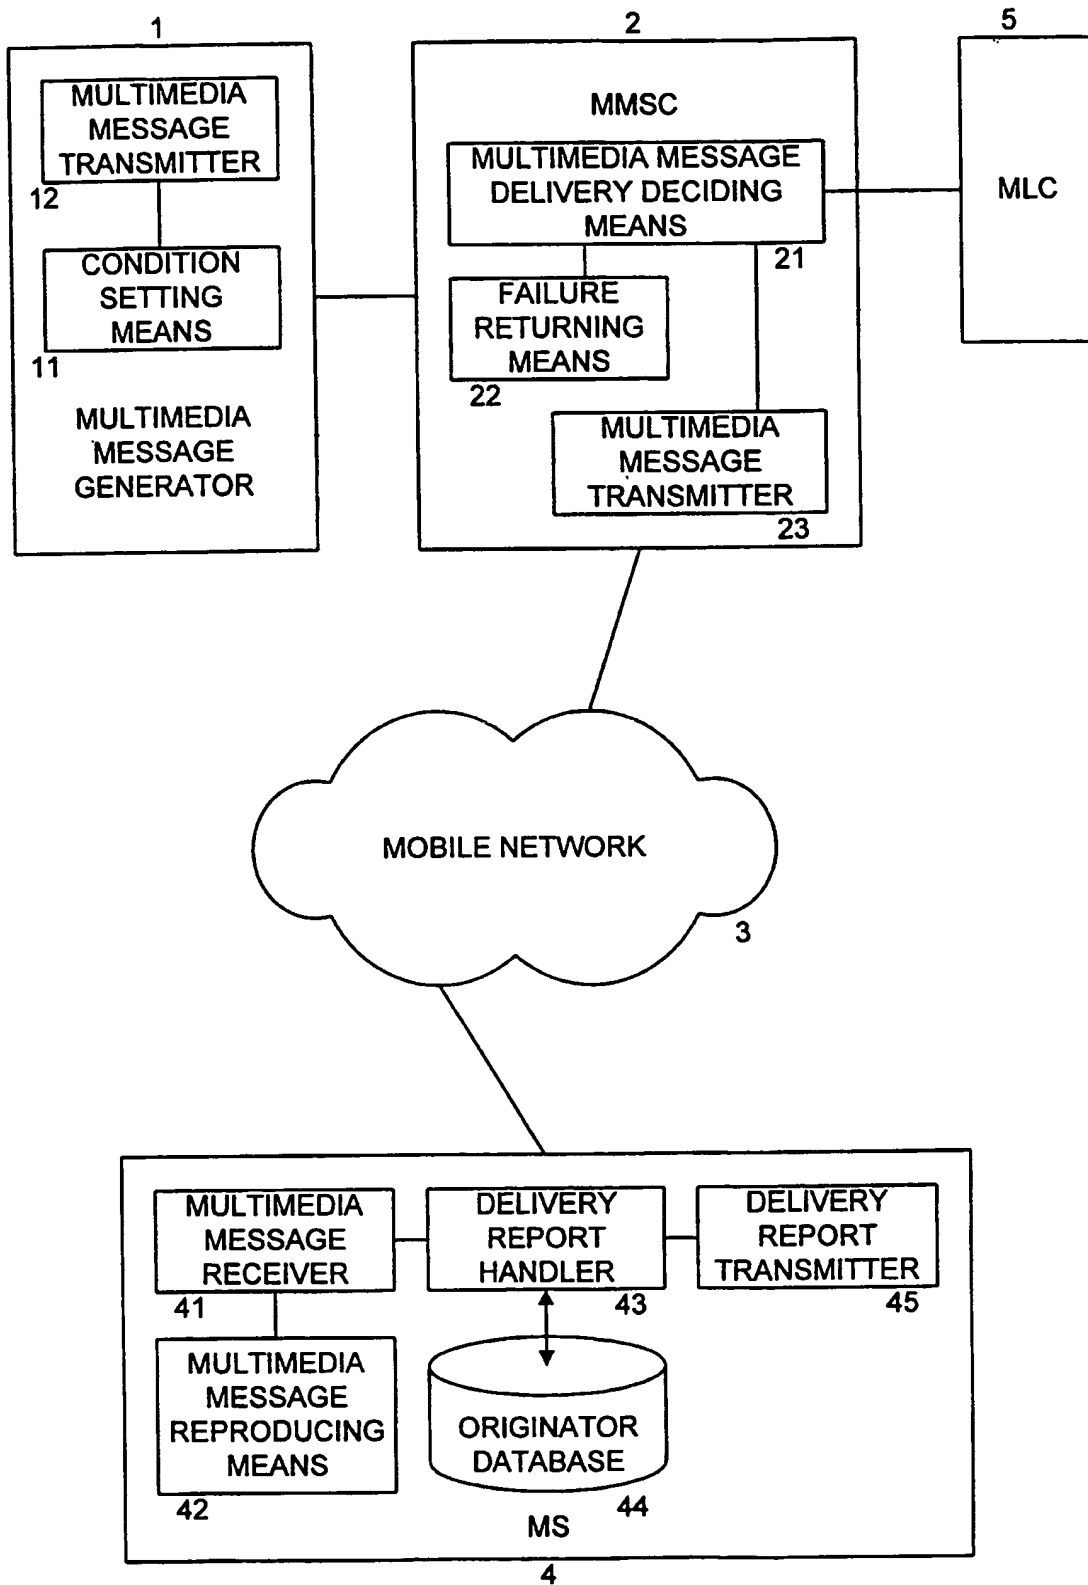 1
MULTIMEDIA
MESSAGE
TRANSMITTER
12
CONDITION
SETTING
MEANS
11
MULTIMEDIA
MESSAGE
GENERATOR
2
MMSC
MULTIMEDIA MESSAGE
DELIVERY DECIDING
MEANS
21
FAILURE
RETURNING
MEANS
22
MULTIMEDIA
MESSAGE
TRANSMITTER
23
5
MLC
MOBILE NETWORK
3
MULTIMEDIA
MESSAGE
RECEIVER
41
DELIVERY
REPORT
HANDLER
43
DELIVERY
REPORT
TRANSMITTER
45
MULTIMEDIA
MESSAGE
REPRODUCING
MEANS
42
ORIGINATOR
DATABASE
44
MS
4